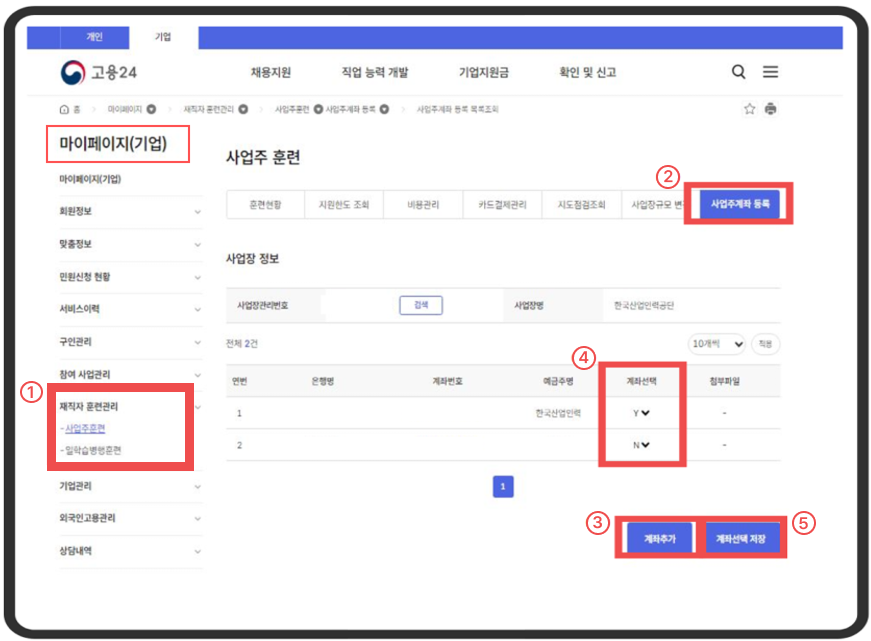 개인 기업
고용24 채용지원 직업 능력 개발 기업지원금 확인 및 신고
홈 마이페이지 재직자 훈련관리 사업주훈련 사업주계좌 등록 사업주계좌 등록 목록조회
마이페이지(기업)
마이페이지(기업)
회원정보
맞춤정보
민원신청 현황
서비스이력
구인관리
참여 사업관리
①
재직자 훈련관리
- 사업주훈련
- 일학습병행훈련
기업관리
외국인고용관리
상담내역
사업주 훈련
②
훈련현황 지원한도 조회 비용관리 카드결제관리 지도점검조회 사업장규모 변 사업주계좌 등록
사업장 정보
사업장관리번호 검색 사업장명 한국산업인력공단
전체 2건 10개씩 적용
④
연번 은행명 계좌번호 예금주명 계좌선택 첨부파일
1 한국산업인력 Y -
2 N -
1
③ 계좌추가 계좌선택 저장 ⑤